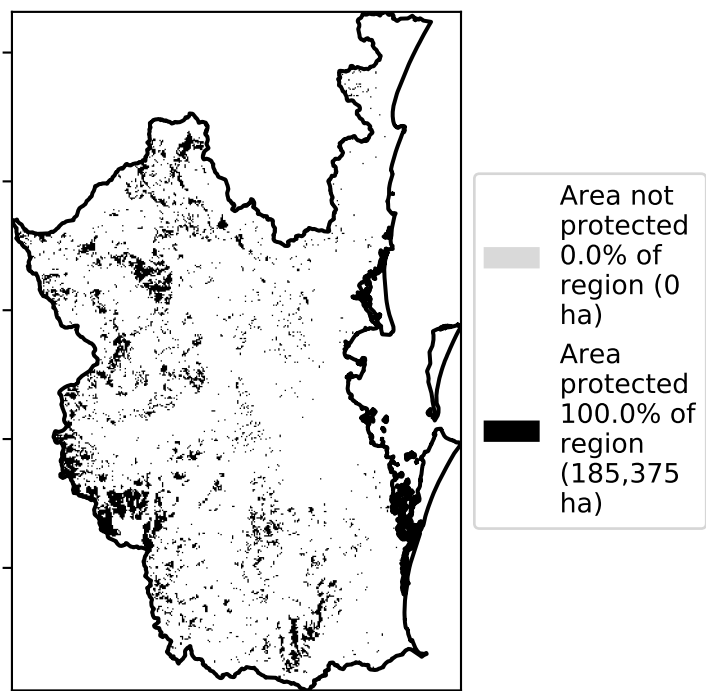 Area not
protected
0.0% of
region (0
ha)
Area
protected
100.0% of
region
(185,375
ha)